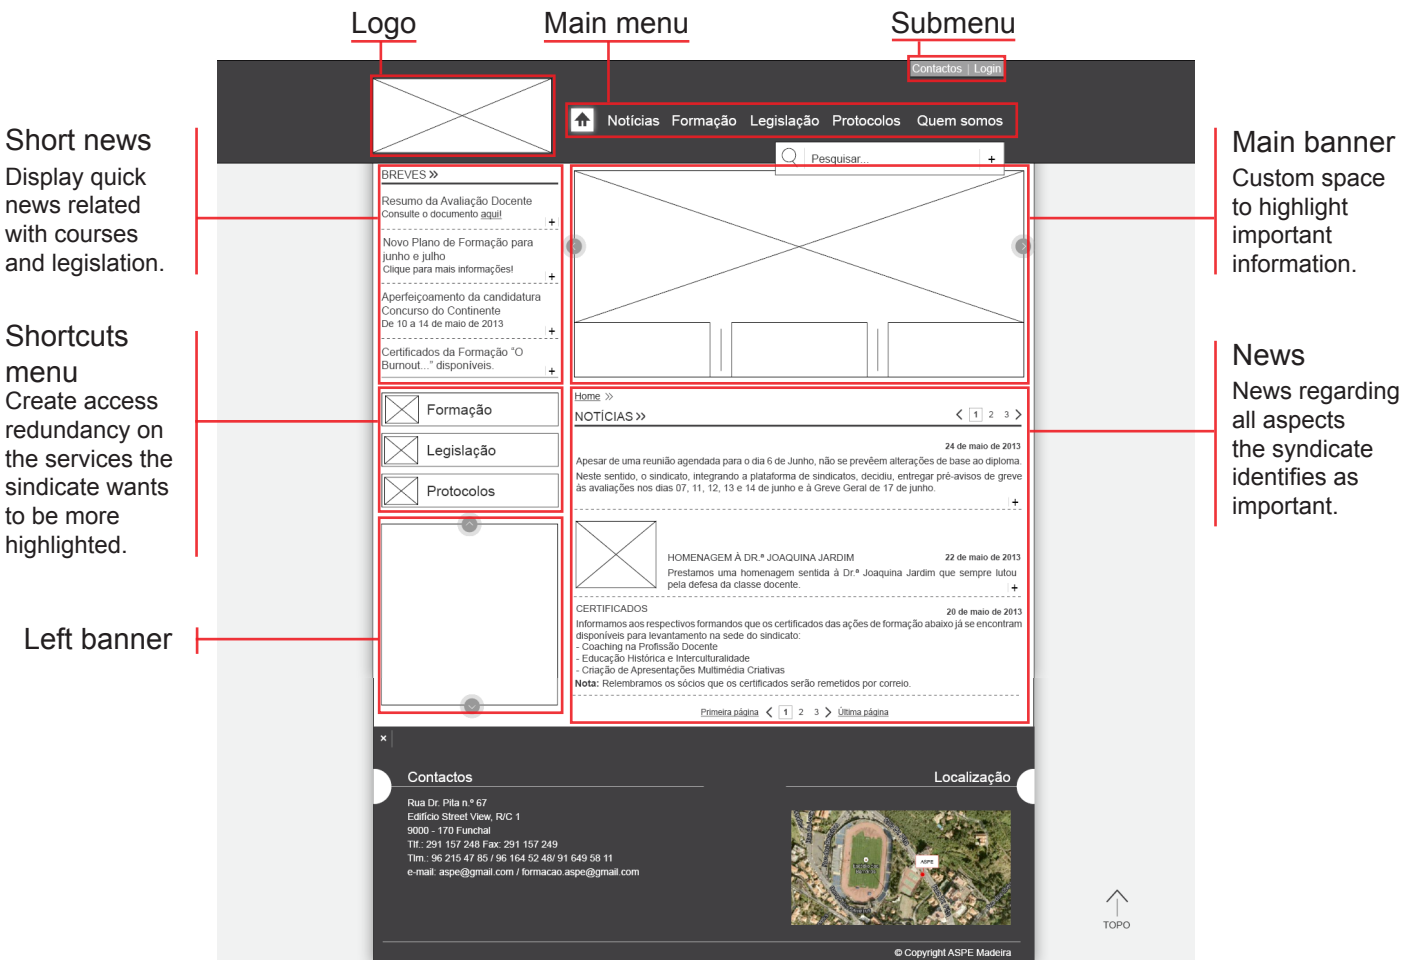 Logo
Main menu
Submenu
Contactos | Login
Notícias Formação Legislação Protocolos Quem somos
Pesquisar... +
Short news
Display quick
news related
with courses
and legislation.
Shortcuts
menu
Create access
redundancy on
the services the
sindicate wants
to be more
highlighted.
Left banner
BREVES »
Resumo da Avaliação Docente
Consulte o documento aqui!
+
Novo Plano de Formação para
junho e julho
Clique para mais informações!
+
Aperfeiçoamento da candidatura
Concurso do Continente
De 10 a 14 de maio de 2013
+
Certificados da Formação “O
Burnout...” disponíveis.
+
Formação
Legislação
Protocolos
Main banner
Custom space
to highlight
important
information.
News
News regarding
all aspects
the syndicate
identifies as
important.
Home »
NOTÍCIAS » 1 2 3
24 de maio de 2013
Apesar de uma reunião agendada para o dia 6 de Junho, não se prevêem alterações de base ao diploma.
Neste sentido, o sindicato, integrando a plataforma de sindicatos, decidiu, entregar pré-avisos de greve
às avaliações nos dias 07, 11, 12, 13 e 14 de junho e à Greve Geral de 17 de junho.
+
HOMENAGEM À DR.ª JOAQUINA JARDIM 22 de maio de 2013
Prestamos uma homenagem sentida á Dr.ª Joaquina Jardim que sempre lutou
pela defesa da classe docente.
+
CERTIFICADOS 20 de maio de 2013
Informamos aos respectivos formandos que os certificados das ações de formação abaixo já se encontram
disponíveis para levantamento na sede do sindicato:
- Coaching na Profissão Docente
- Educação Histórica e Interculturalidade
- Criação de Apresentações Multimédia Criativas
Nota: Relembramos os sócios que os certificados serão remetidos por correio.
Primeira página 1 2 3 Última página
×
Contactos
Rua Dr. Pita n.º 67
Edifício Street View, R/C 1
9000 - 170 Funchal
Tlf.: 291 157 248 Fax: 291 157 249
Tlm.: 96 215 47 85 / 96 164 52 48/ 91 649 58 11
e-mail: aspe@gmail.com / formacao.aspe@gmail.com
Localização
ASPE
TOPO
© Copyright ASPE Madeira